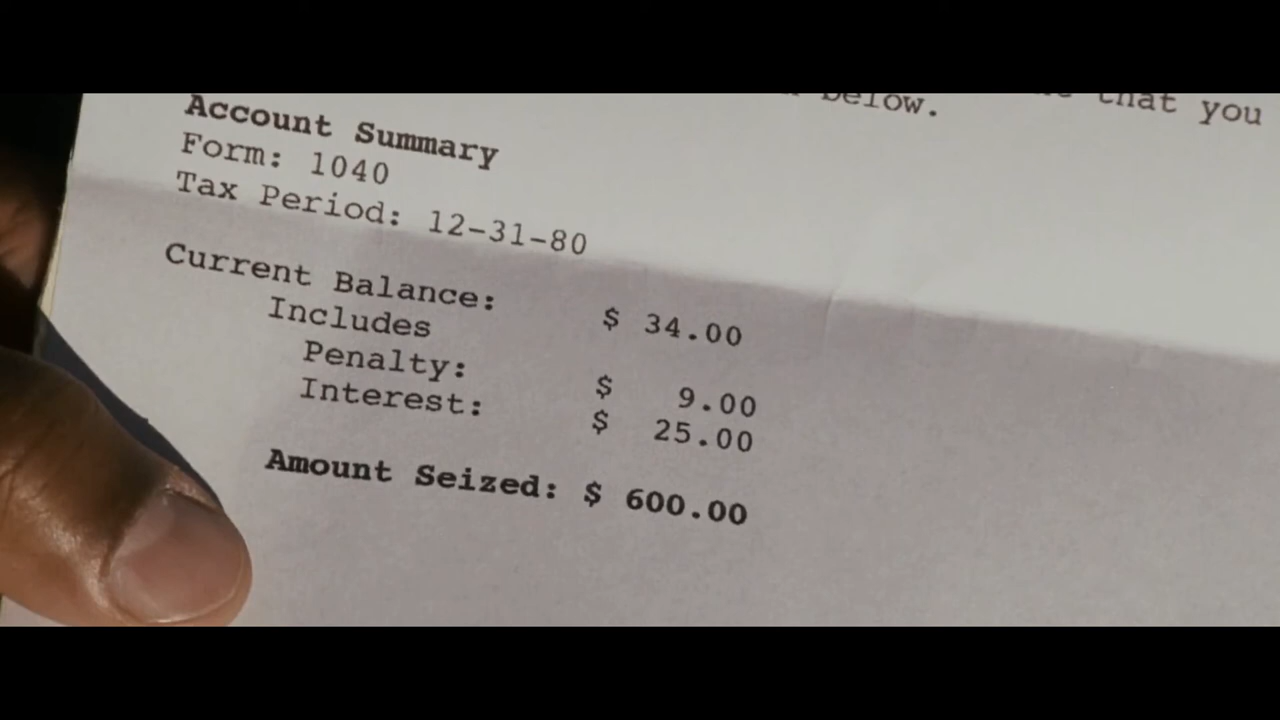 below. that you
Account Summary
Form: 1040
Tax Period: 12-31-80
Current Balance: $ 34.00
Includes
Penalty: $ 9.00
Interest: $ 25.00
Amount Seized: $ 600.00